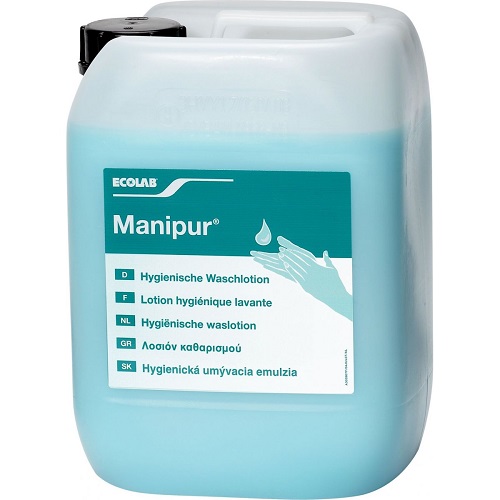 ECOLAB
Manipur®
D Hygienische Waschlotion
F Lotion hygiénique lavante
NL Hygiënische waslotion
GR Λοσιόν καθαρισμού
SK Hygienická umývacia emulzia